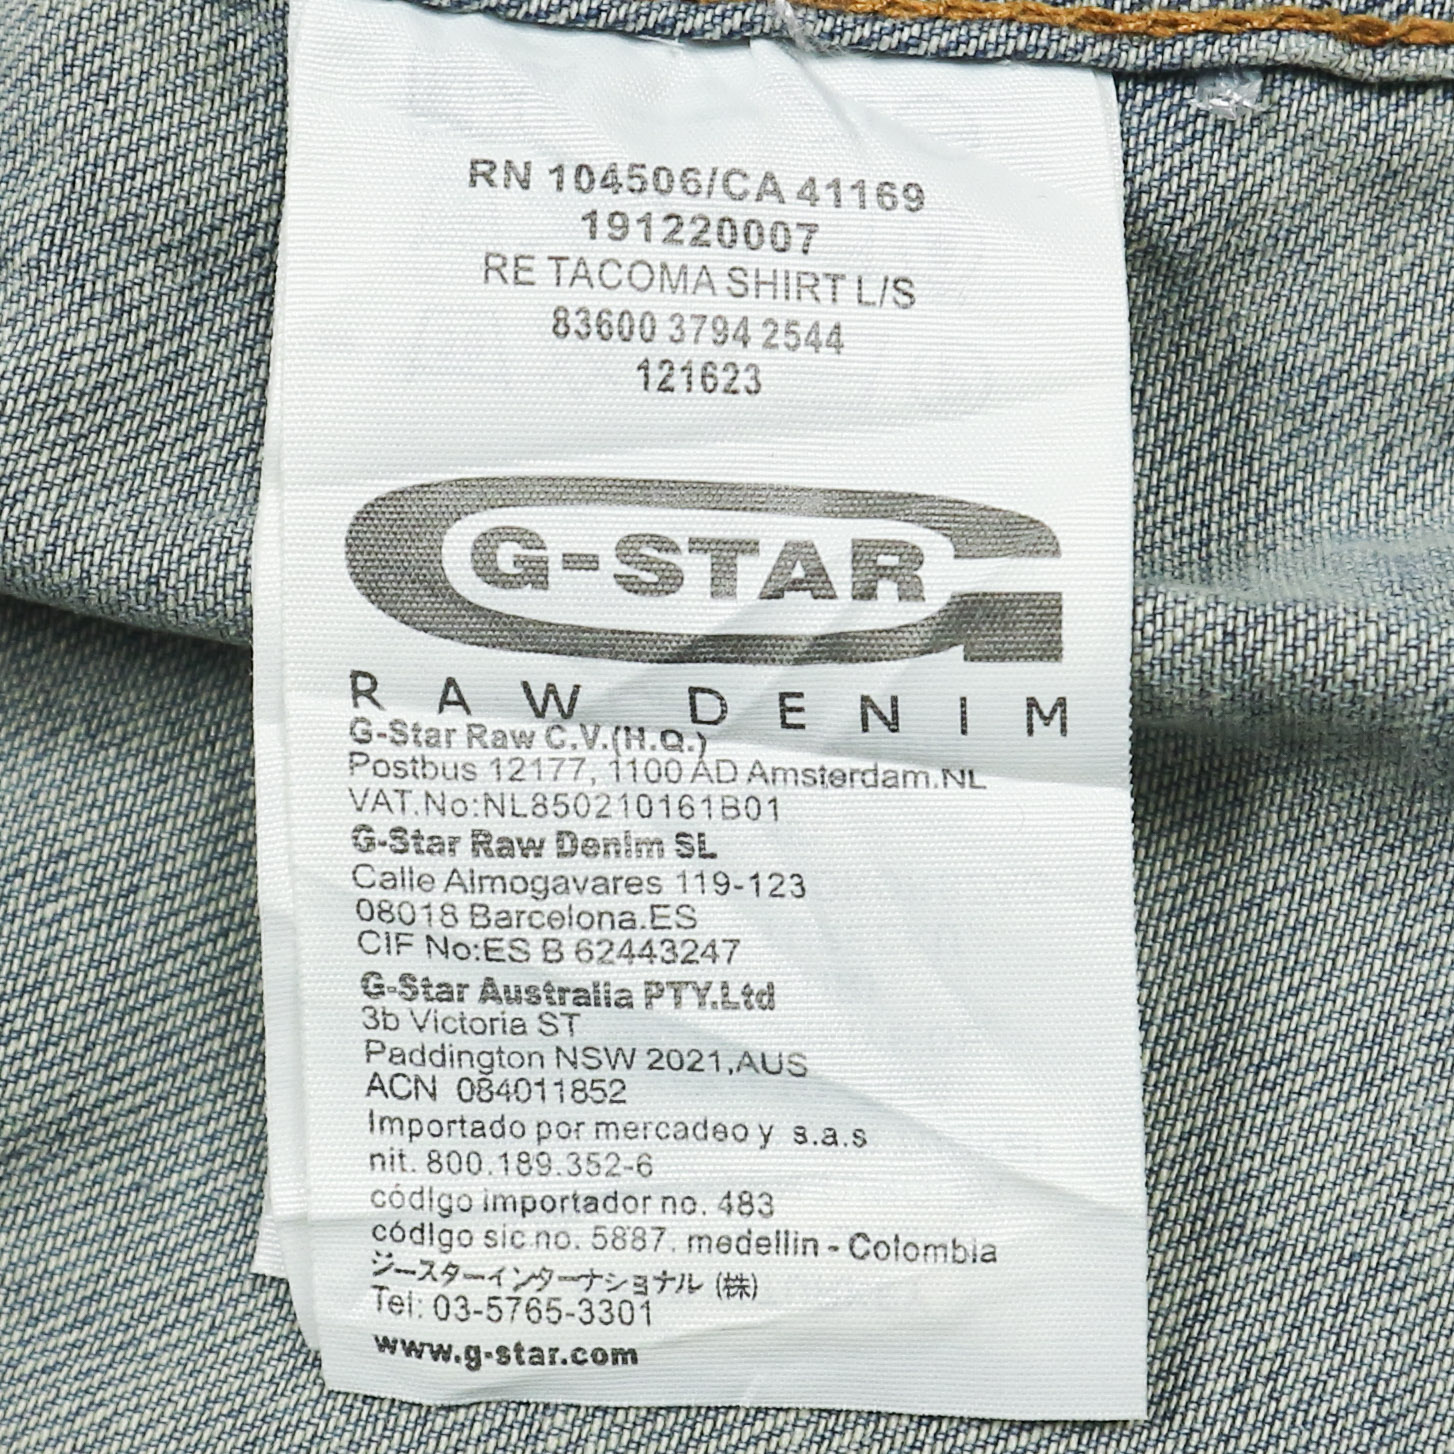 RN 104506/CA 41169
191220007
RE TACOMA SHIRT L/S
83600 3794 2544
121623
G-STAR
RAW DENIM
G-Star Raw C.V.(H.Q.)
Postbus 12177, 1100 AD Amsterdam.NL
VAT.No:NL850210161B01
G-Star Raw Denim SL
Calle Almogavares 119-123
08018 Barcelona.ES
CIF No:ES B 62443247
G-Star Australia PTY.Ltd
3b Victoria ST
Paddington NSW 2021,AUS
ACN 084011852
Importado por mercadeo y s.a.s
nit. 800.189.352-6
código importador no. 483
código sic no. 5887. medellin - Colombia
ジースターインターナショナル (株)
Tel: 03-5765-3301
www.g-star.com